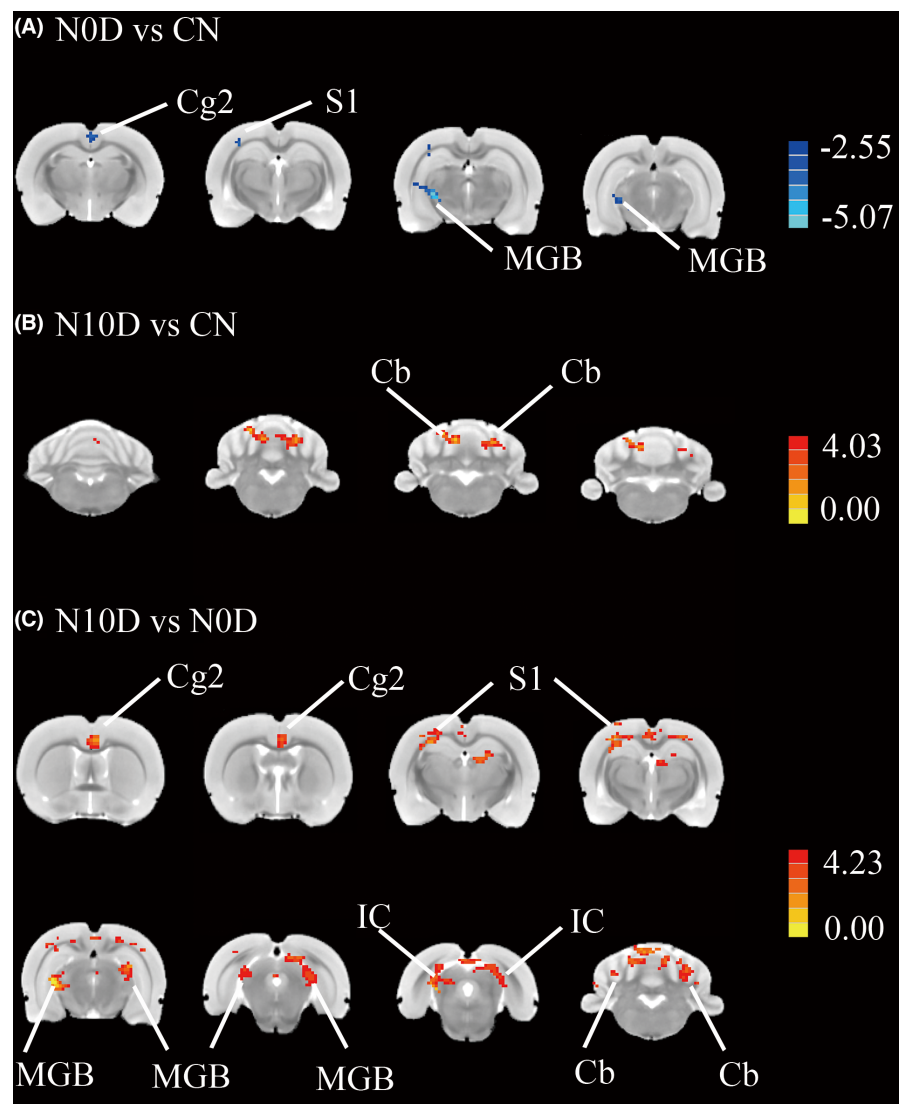 (A) N0D vs CN
Cg2
S1
MGB
MGB
-2.55
-5.07
(B) N10D vs CN
Cb
Cb
4.03
0.00
(C) N10D vs N0D
Cg2
Cg2
S1
4.23
0.00
IC
IC
MGB
MGB
MGB
Cb
Cb